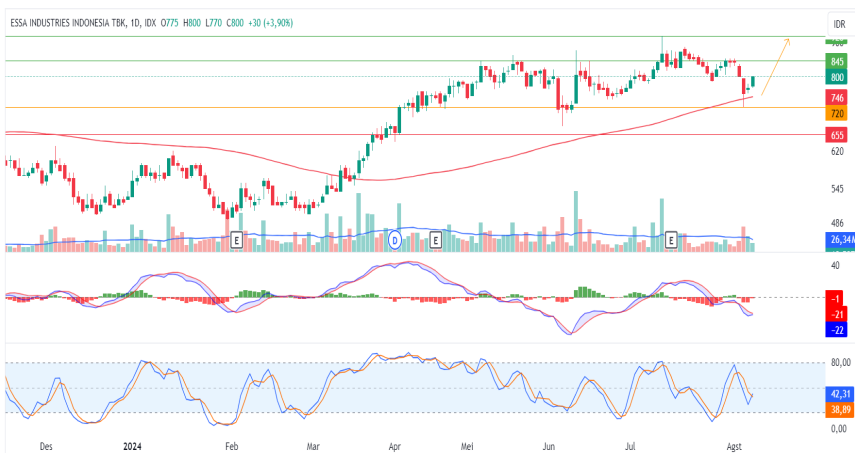 ESSA INDUSTRIES INDONESIA TBK, 1D, IDX O775 H800 L770 C800 +30 (+3,90%)
IDR
845
800
746
720
655
620
545
486
26,34
E
D
E
E
40
-1
-21
-22
80,00
42,31
38,89
0,00
Des 2024 Feb Mar Apr Mei Jun Jul Agst